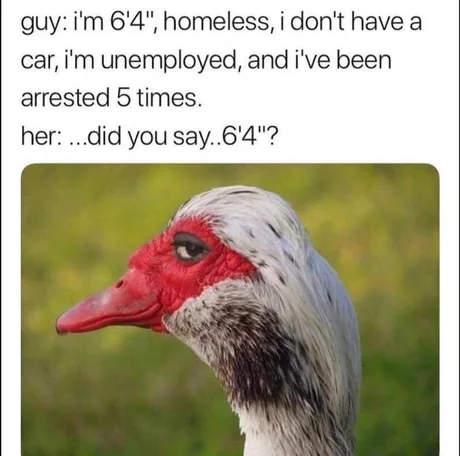 guy: i'm 6'4", homeless, i don't have a
car, i'm unemployed, and i've been
arrested 5 times.
her: ...did you say..6'4"?